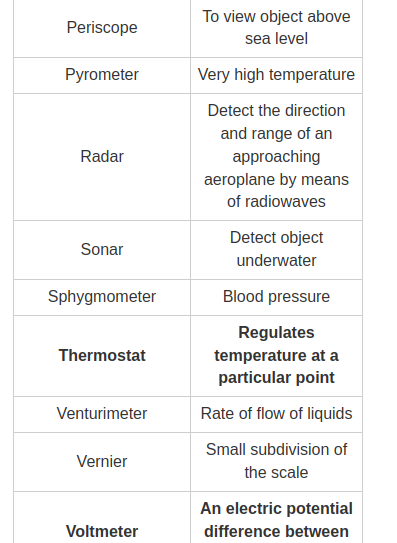 Periscope
To view object above
sea level
Pyrometer
Very high temperature
Radar
Detect the direction
and range of an
approaching
aeroplane by means
of radiowaves
Sonar
Detect object
underwater
Sphygmometer
Blood pressure
Thermostat
Regulates
temperature at a
particular point
Venturimeter
Rate of flow of liquids
Vernier
Small subdivision of
the scale
Voltmeter
An electric potential
difference between